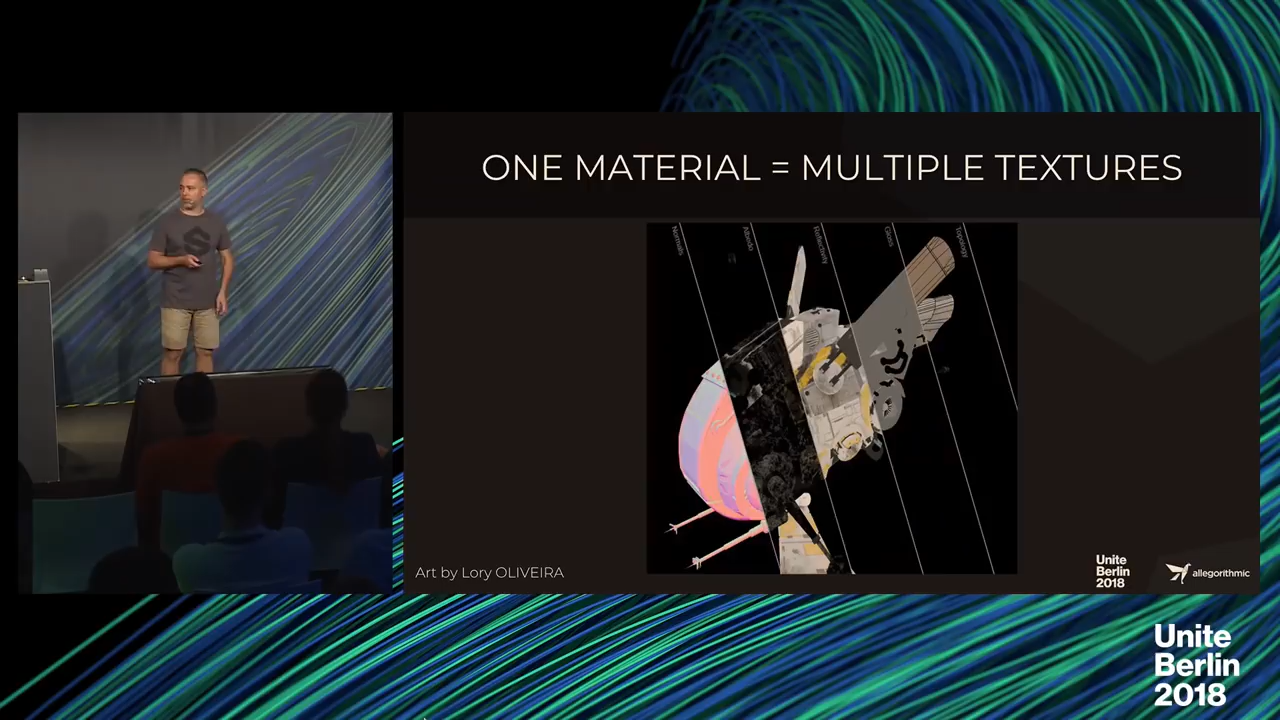 ONE MATERIAL = MULTIPLE TEXTURES
Normals
Albedo
Reflectivity
Gloss
Topology
Art by Lory OLIVEIRA
Unite
Berlin
2018
allegorithmic
Unite
Berlin
2018